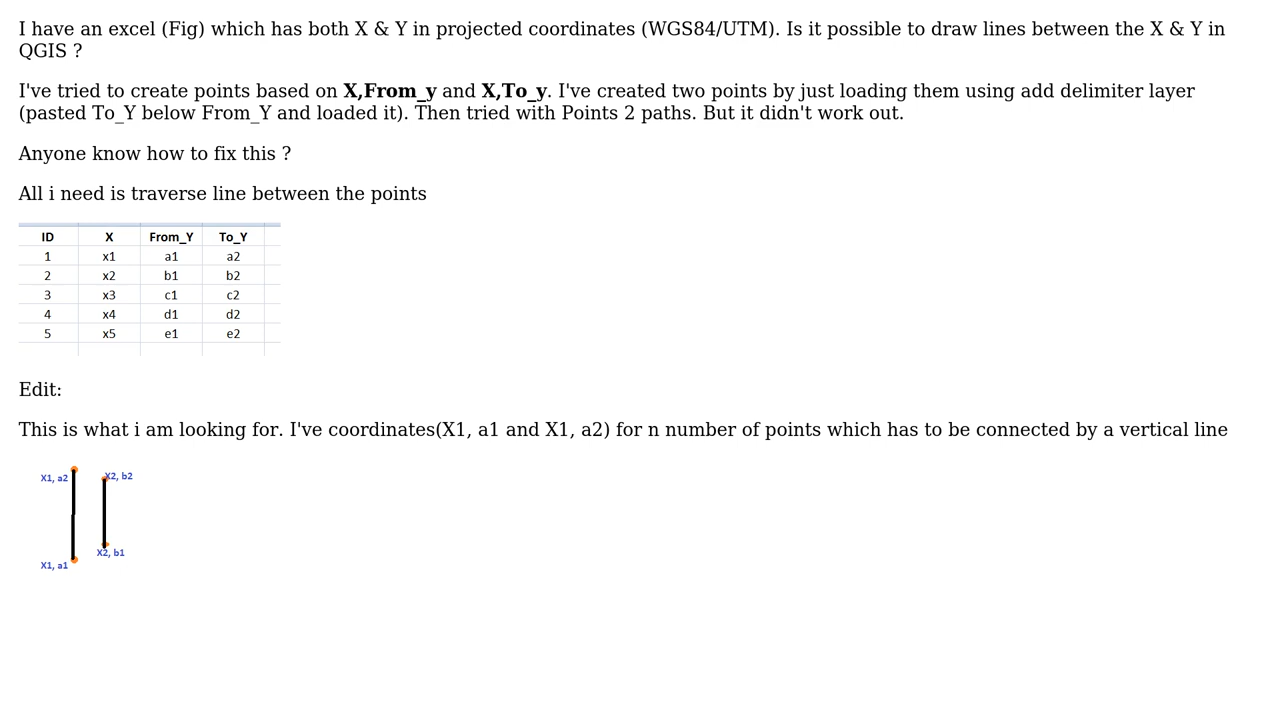 I have an excel (Fig) which has both X & Y in projected coordinates (WGS84/UTM). Is it possible to draw lines between the X & Y in
QGIS ?
I've tried to create points based on X,From_y and X,To_y. I've created two points by just loading them using add delimiter layer
(pasted To_Y below From_Y and loaded it). Then tried with Points 2 paths. But it didn't work out.
Anyone know how to fix this ?
All i need is traverse line between the points
ID X From_Y To_Y
1 x1 a1 a2
2 x2 b1 b2
3 x3 c1 c2
4 x4 d1 d2
5 x5 e1 e2
Edit:
This is what i am looking for. I've coordinates(X1, a1 and X1, a2) for n number of points which has to be connected by a vertical line
X1, a2 X2, b2
X2, b1
X1, a1